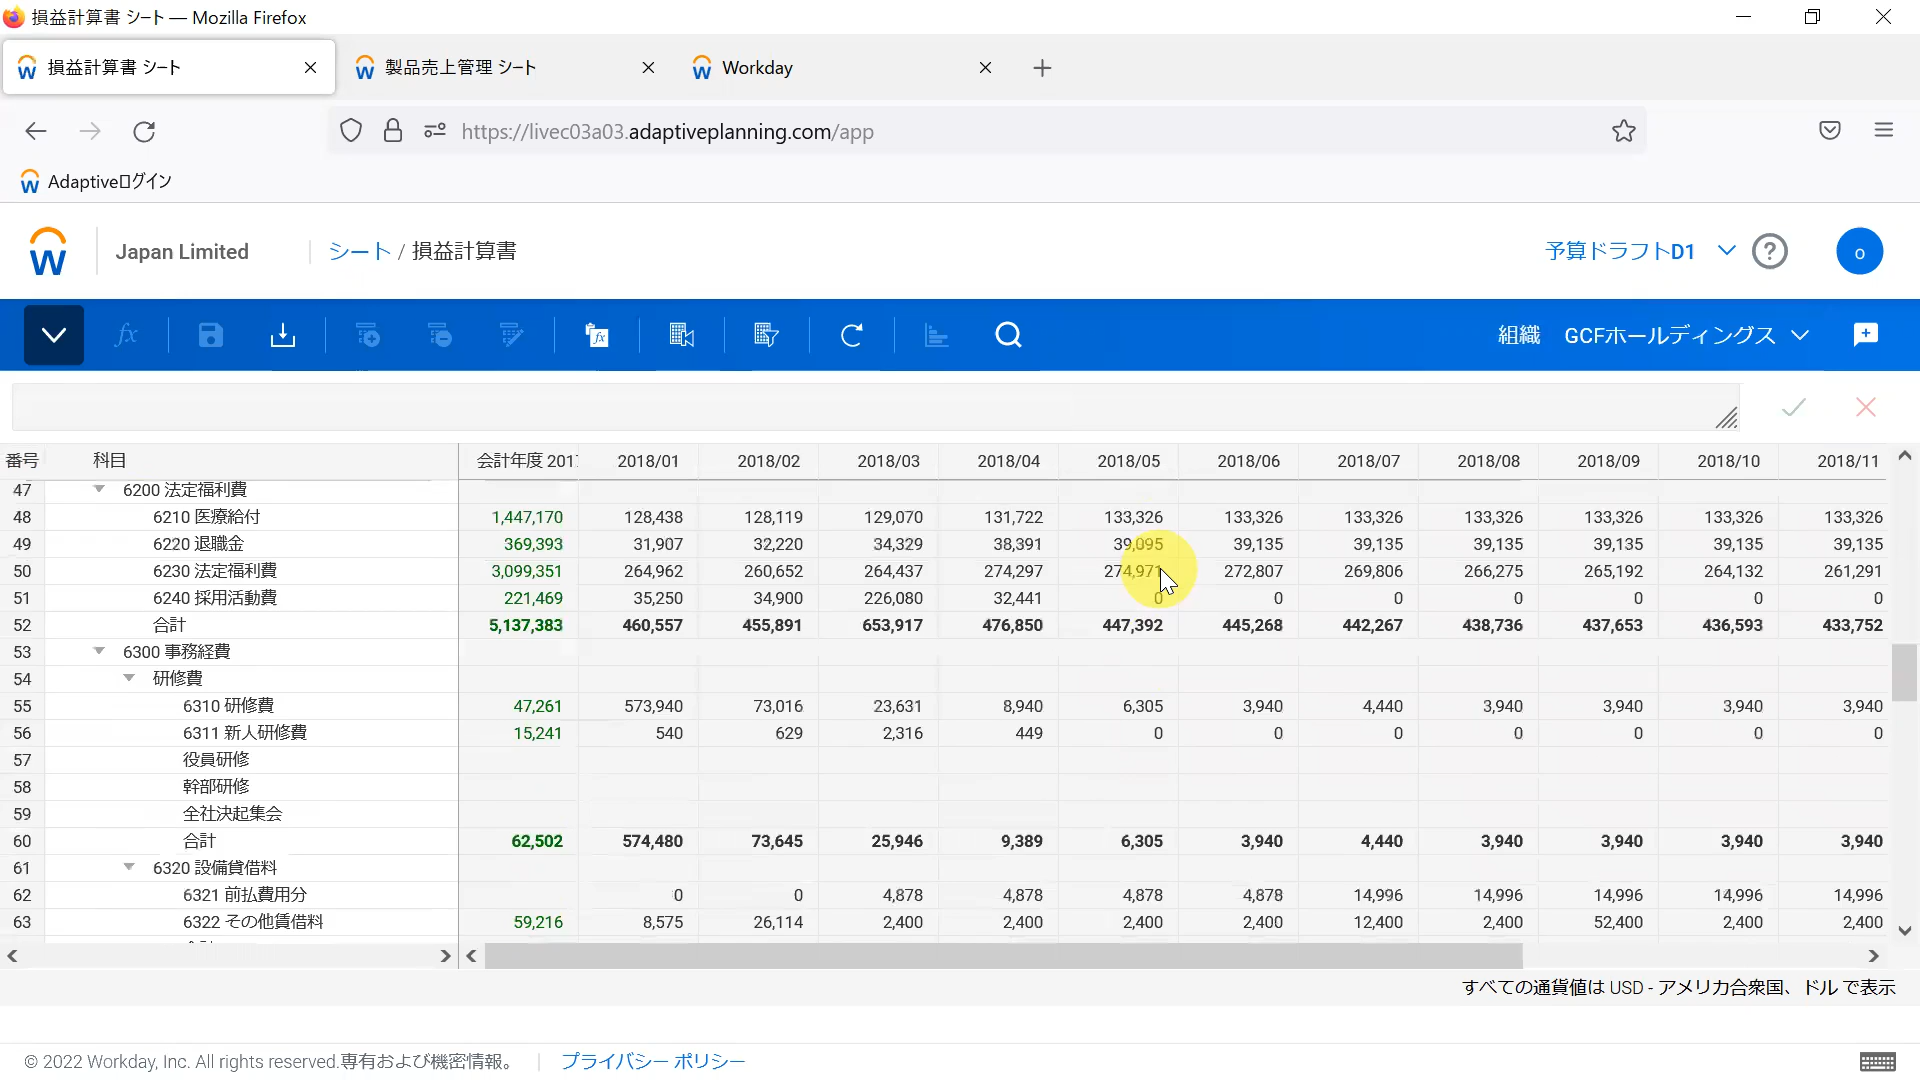 損益計算書 シート — Mozilla Firefox
損益計算書 シート
製品売上管理 シート
Workday
https://livec03a03.adaptiveplanning.com/app
Adaptiveログイン
Japan Limited
シート / 損益計算書
予算ドラフトD1
?
o
fx
組織 GCFホールディングス
番号 科目 会計年度 201 2018/01 2018/02 2018/03 2018/04 2018/05 2018/06 2018/07 2018/08 2018/09 2018/10 2018/11
47 6200 法定福利費
48 6210 医療給付 1,447,170 128,438 128,119 129,070 131,722 133,326 133,326 133,326 133,326 133,326 133,326 133,326
49 6220 退職金 369,393 31,907 32,220 34,329 38,391 39,095 39,135 39,135 39,135 39,135 39,135 39,135
50 6230 法定福利費 3,099,351 264,962 260,652 264,437 274,297 274,971 272,807 269,806 266,275 265,192 264,132 261,291
51 6240 採用活動費 221,469 35,250 34,900 226,080 32,441 0 0 0 0 0 0 0
52 合計 5,137,383 460,557 455,891 653,917 476,850 447,392 445,268 442,267 438,736 437,653 436,593 433,752
53 6300 事務経費
54 研修費
55 6310 研修費 47,261 573,940 73,016 23,631 8,940 6,305 3,940 4,440 3,940 3,940 3,940 3,940
56 6311 新人研修費 15,241 540 629 2,316 449 0 0 0 0 0 0 0
57 役員研修
58 幹部研修
59 全社決起集会
60 合計 62,502 574,480 73,645 25,946 9,389 6,305 3,940 4,440 3,940 3,940 3,940 3,940
61 6320 設備貸借料
62 6321 前払費用分 0 0 4,878 4,878 4,878 4,878 14,996 14,996 14,996 14,996 14,996
63 6322 その他賃借料 59,216 8,575 26,114 2,400 2,400 2,400 2,400 12,400 2,400 52,400 2,400 2,400
すべての通貨値は USD - アメリカ合衆国、ドル で表示
© 2022 Workday, Inc. All rights reserved.専有および機密情報。
プライバシー ポリシー